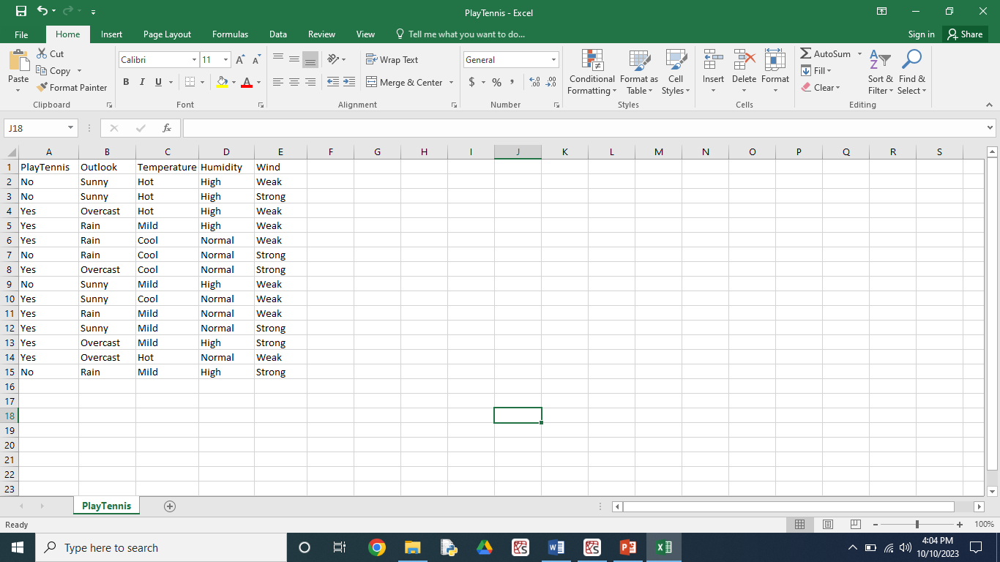 PlayTennis - Excel
File Home Insert Page Layout Formulas Data Review View Tell me what you want to do... Sign in Share
Cut
Copy
Format Painter
Paste
Clipboard
Calibri 11
B I U
Font
Wrap Text
Merge & Center
Alignment
General
$ % ,
Number
Conditional Formatting
Format as Table
Cell Styles
Styles
Insert Delete Format
Cells
AutoSum
Fill
Clear
Sort & Filter
Find & Select
Editing
J18 fx
A B C D E F G H I J K L M N O P Q R S
1 PlayTennis Outlook Temperature Humidity Wind
2 No Sunny Hot High Weak
3 No Sunny Hot High Strong
4 Yes Overcast Hot High Weak
5 Yes Rain Mild High Weak
6 Yes Rain Cool Normal Weak
7 No Rain Cool Normal Strong
8 Yes Overcast Cool Normal Strong
9 No Sunny Mild High Weak
10 Yes Sunny Cool Normal Weak
11 Yes Rain Mild Normal Weak
12 Yes Sunny Mild Normal Strong
13 Yes Overcast Mild High Strong
14 Yes Overcast Hot Normal Weak
15 No Rain Mild High Strong
16
17
18
19
20
21
22
23
PlayTennis
Ready 100%
Type here to search
4:04 PM
10/10/2023